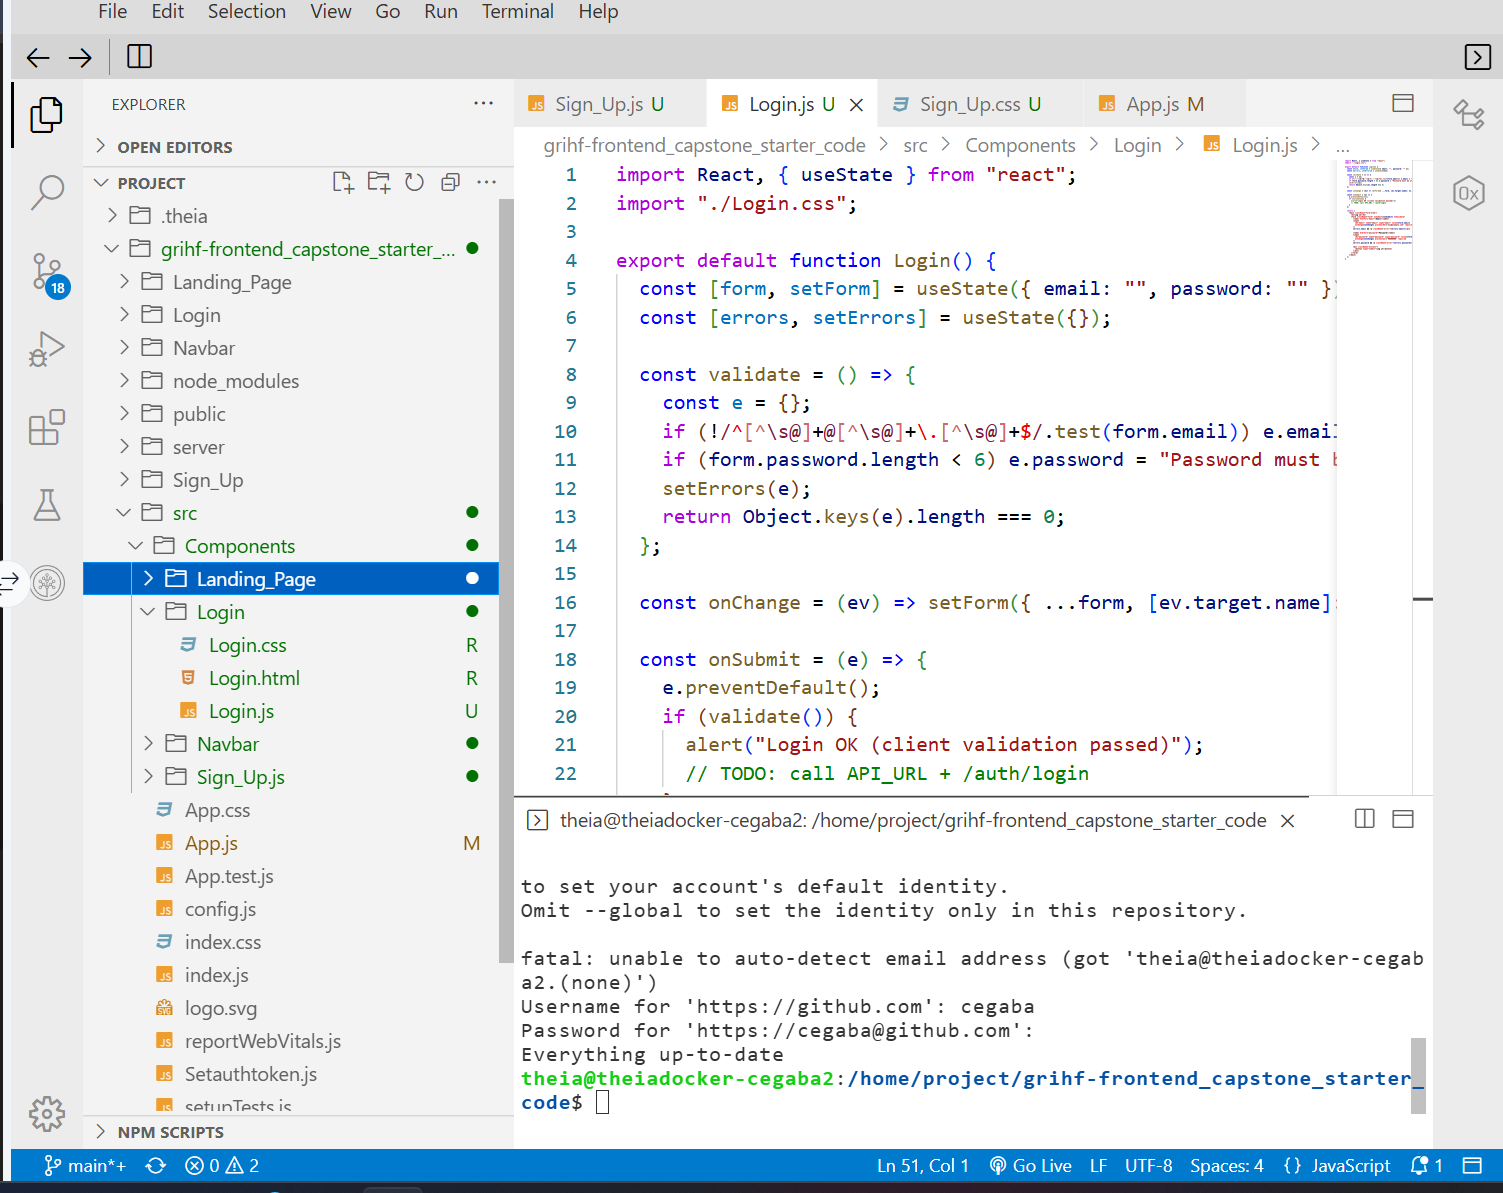 File Edit Selection View Go Run Terminal Help
EXPLORER ...
OPEN EDITORS
PROJECT ...
.theia
grihf-frontend_capstone_starter_...
Landing_Page
Login
Navbar
node_modules
public
server
Sign_Up
src
Components
Landing_Page
Login
Login.css R
Login.html R
Login.js U
Navbar
Sign_Up.js
App.css
App.js M
App.test.js
config.js
index.css
index.js
logo.svg
reportWebVitals.js
Setauthtoken.js
setupTests.js
NPM SCRIPTS
18
JS Sign_Up.js U JS Login.js U Sign_Up.css U JS App.js M
grihf-frontend_capstone_starter_code > src > Components > Login > JS Login.js > ...
1 import React, { useState } from "react";
2 import "./Login.css";
3
4 export default function Login() {
5 const [form, setForm] = useState({ email: "", password: "" })
6 const [errors, setErrors] = useState({});
7
8 const validate = () => {
9 const e = {};
10 if (!/^[^\s@]+@[^\s@]+\.[^\s@]+$/.test(form.email)) e.email
11 if (form.password.length < 6) e.password = "Password must b
12 setErrors(e);
13 return Object.keys(e).length === 0;
14 };
15
16 const onChange = (ev) => setForm({ ...form, [ev.target.name]:
17
18 const onSubmit = (e) => {
19 e.preventDefault();
20 if (validate()) {
21 alert("Login OK (client validation passed)");
22 // TODO: call API_URL + /auth/login
0x
theia@theiadocker-cegaba2: /home/project/grihf-frontend_capstone_starter_code
to set your account's default identity.
Omit --global to set the identity only in this repository.
fatal: unable to auto-detect email address (got 'theia@theiadocker-cegab
a2.(none)')
Username for 'https://github.com': cegaba
Password for 'https://cegaba@github.com':
Everything up-to-date
theia@theiadocker-cegaba2:/home/project/grihf-frontend_capstone_starter_
code$
main*+ 0 2 Ln 51, Col 1 Go Live LF UTF-8 Spaces: 4 {} JavaScript 1